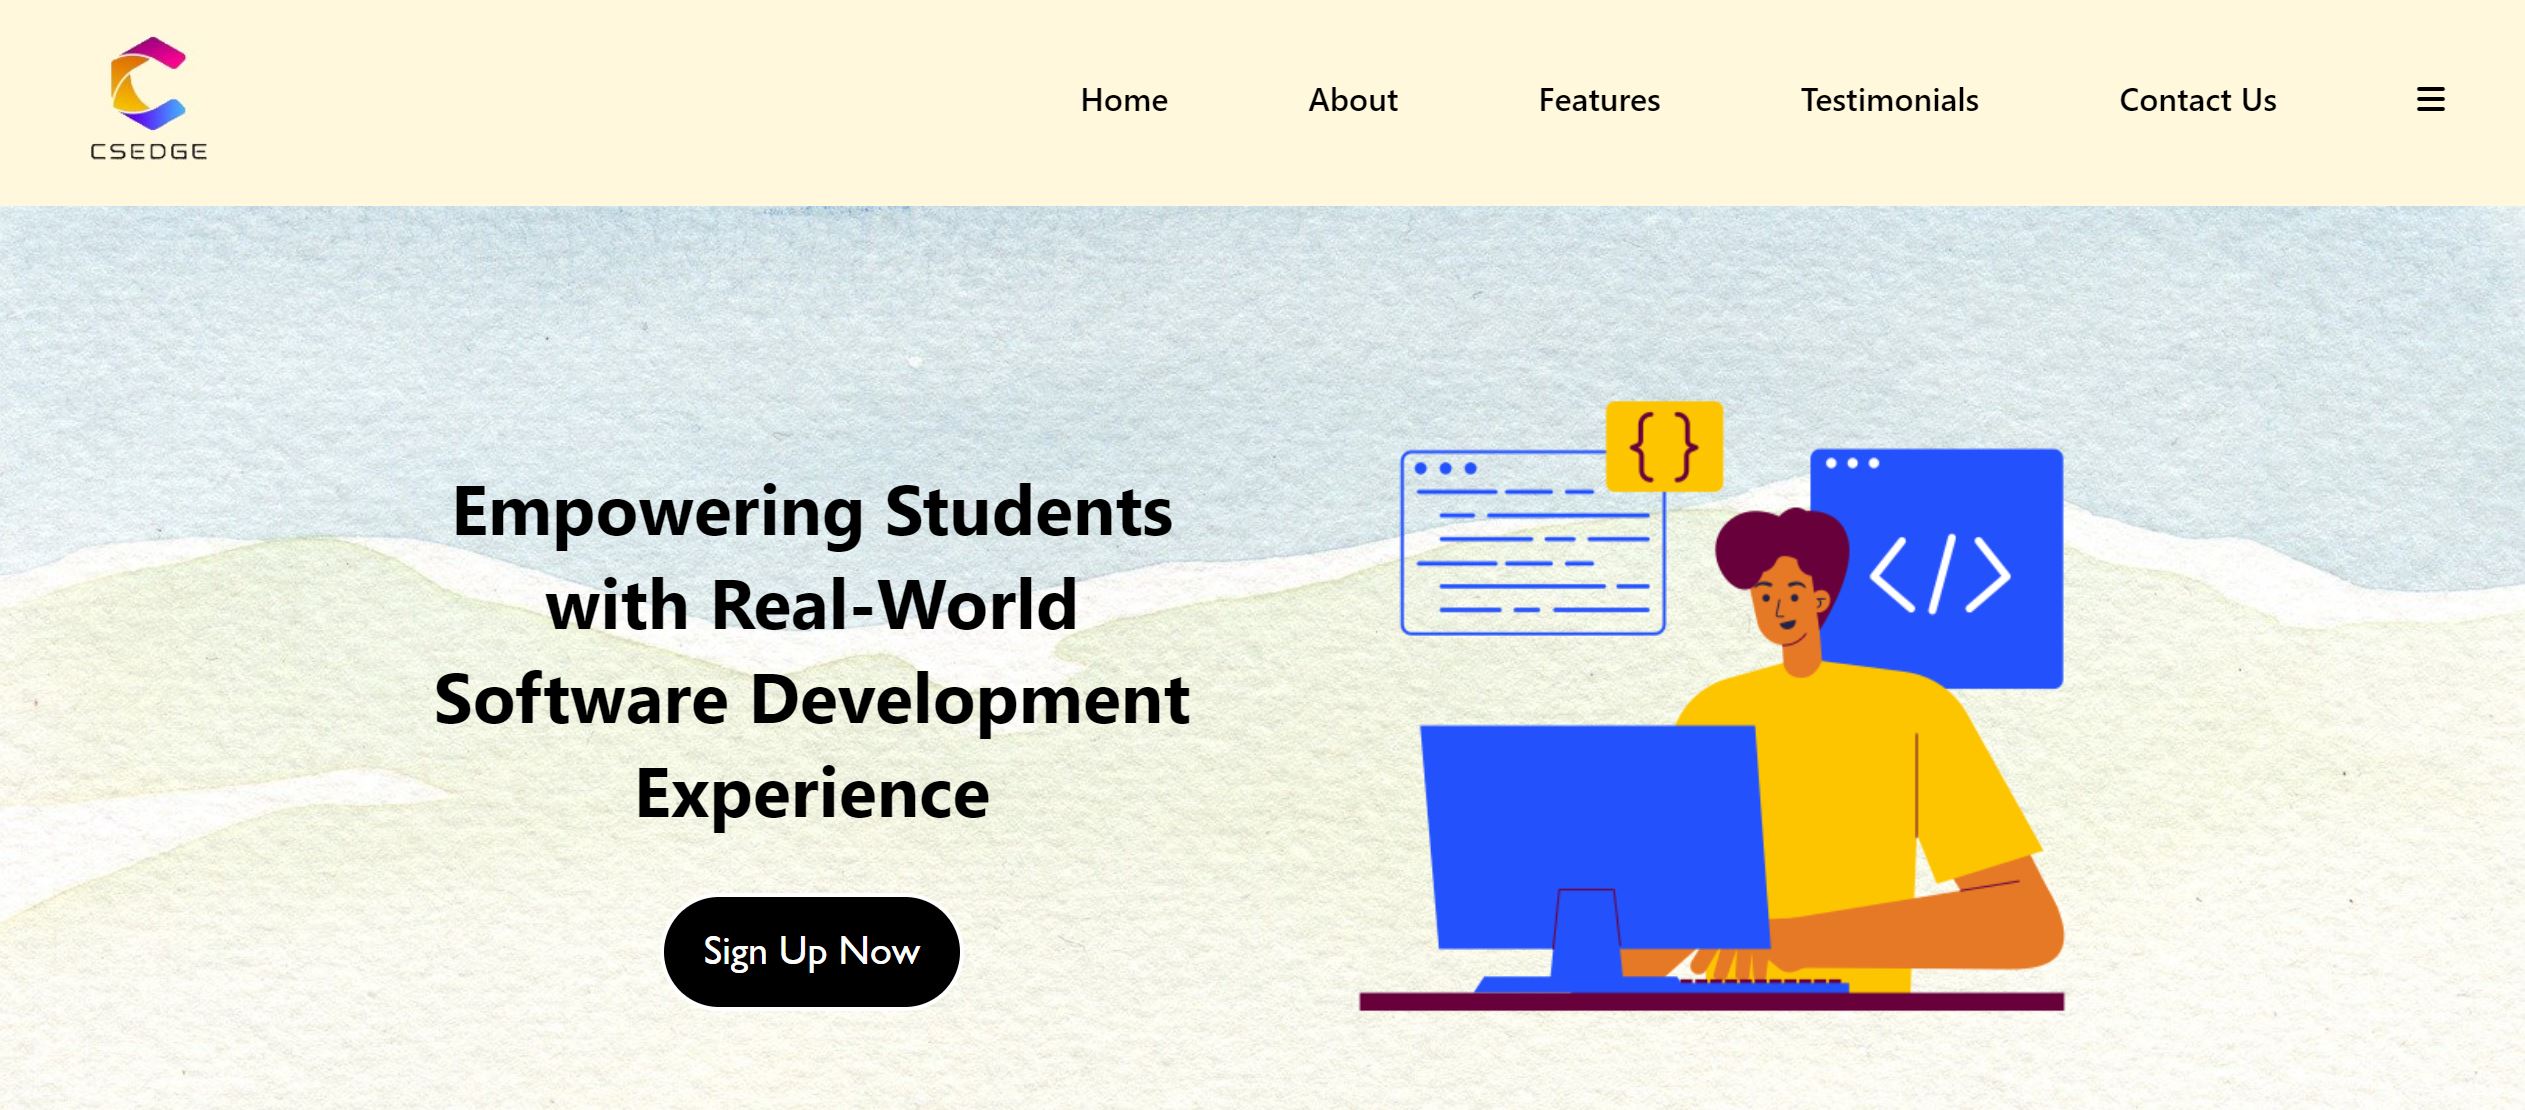 CSEDGE
Home About Features Testimonials Contact Us
{ }
</>
Empowering Students
with Real-World
Software Development
Experience
Sign Up Now